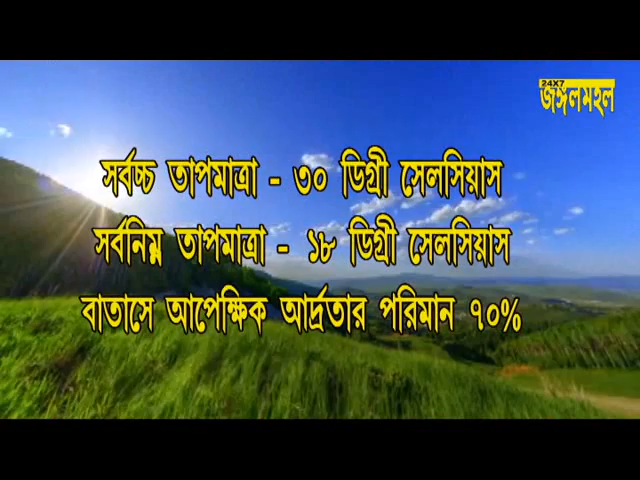 24X7
জঙ্গলমহল
সর্বচ্চ তাপমাত্রা - ৩০ ডিগ্রী সেলসিয়াস
সর্বনিম্ন তাপমাত্রা - ১৮ ডিগ্রী সেলসিয়াস
বাতাসে আপেক্ষিক আর্দ্রতার পরিমান ৭০%